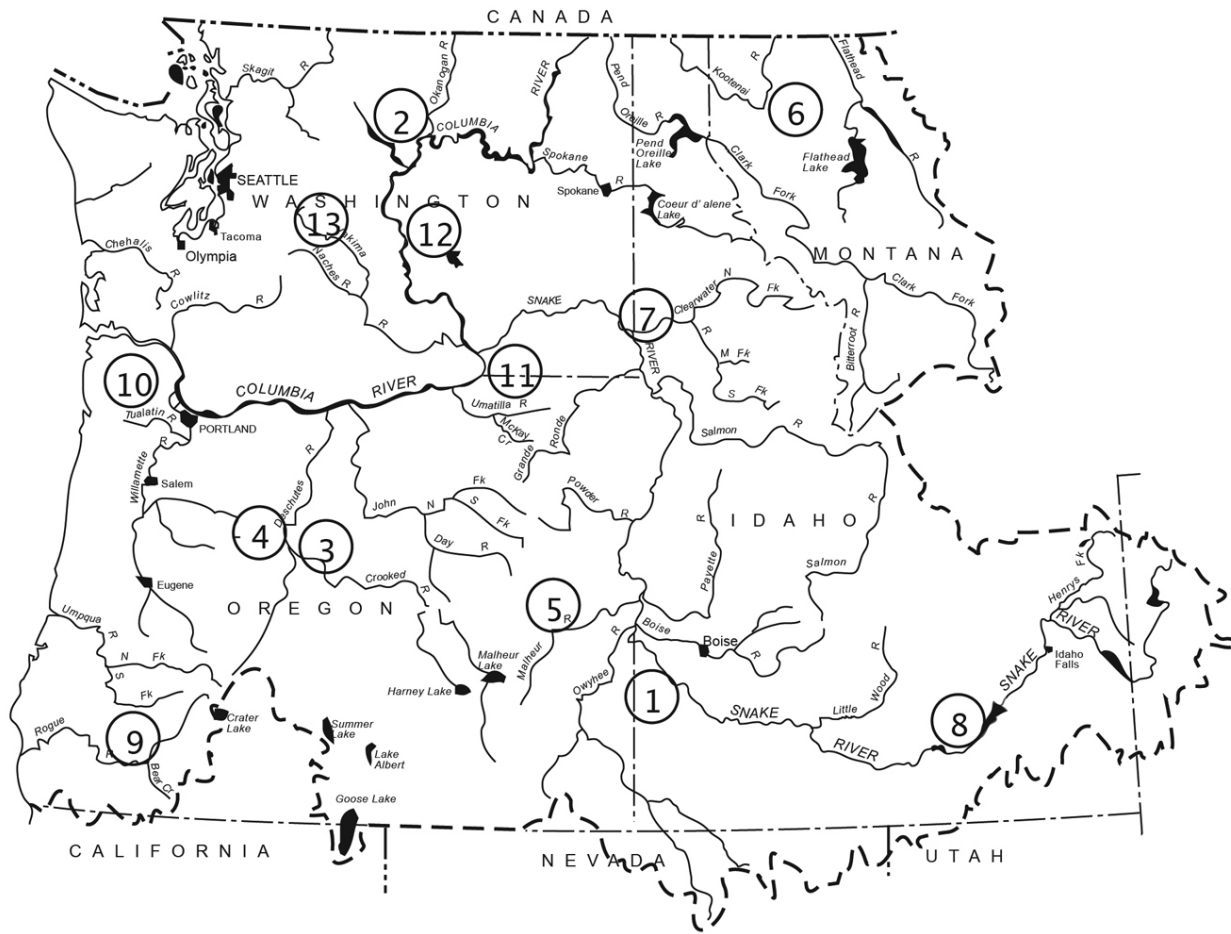 CANADA
Skagit
R
Okanogan R
RIVER
Pend
Oreille
R
Kootenai
R
Flathead
R
2
COLUMBIA
6
Pend
Oreille
Lake
Clark
Fork
Flathead
Lake
SEATTLE
Spokane
R
Spokane
WASHINGTON
Coeur d' alene
Lake
13
akima
12
Tacoma
Olympia
Chehalis
R
Naches R
MONTANA
Clark
Fork
Cowlitz
R
SNAKE
7
Clearwater
N
Fk
R
R
RIVER
M Fk
S
Fk
Bitterroot
R
10
11
COLUMBIA
RIVER
Umatilla R
McKay
Cr
Grande
Ronde
Tualatin R
PORTLAND
Salmon
R
Willamette
R
Salem
Deschutes
R
John
N
Fk
S
Fk
Day
R
Powder
R
IDAHO
Payette
R
R
Salmon
4
3
Eugene
Crooked
R
OREGON
5
R
Malheur
Henrys
Fk
Umpqua
R
N
Fk
S
Fk
Malheur
Lake
Harney Lake
R
Owyhee
Boise
Boise
R
RIVER
SNAKE
Idaho
Falls
1
SNAKE
Little
Wood
R
8
RIVER
Rogue
9
R
Bear Cr
Crater
Lake
Summer
Lake
Lake
Albert
Goose Lake
CALIFORNIA
NEVADA
UTAH